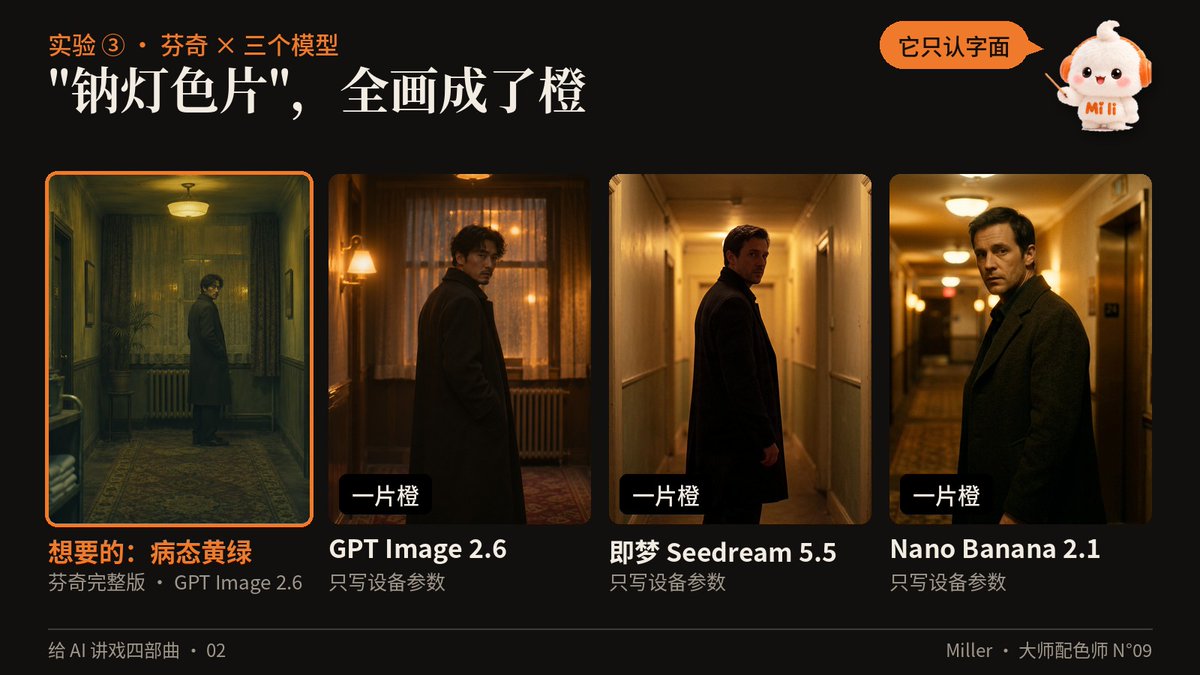 实验 ③ · 芬奇 × 三个模型
"钠灯色片"，全画成了橙
它只认字面
Mili
一片橙
一片橙
一片橙
想要的：病态黄绿
芬奇完整版 · GPT Image 2.6
GPT Image 2.6
只写设备参数
即梦 Seedream 5.5
只写设备参数
Nano Banana 2.1
只写设备参数
给 AI 讲戏四部曲 · 02
Miller · 大师配色师 N°09